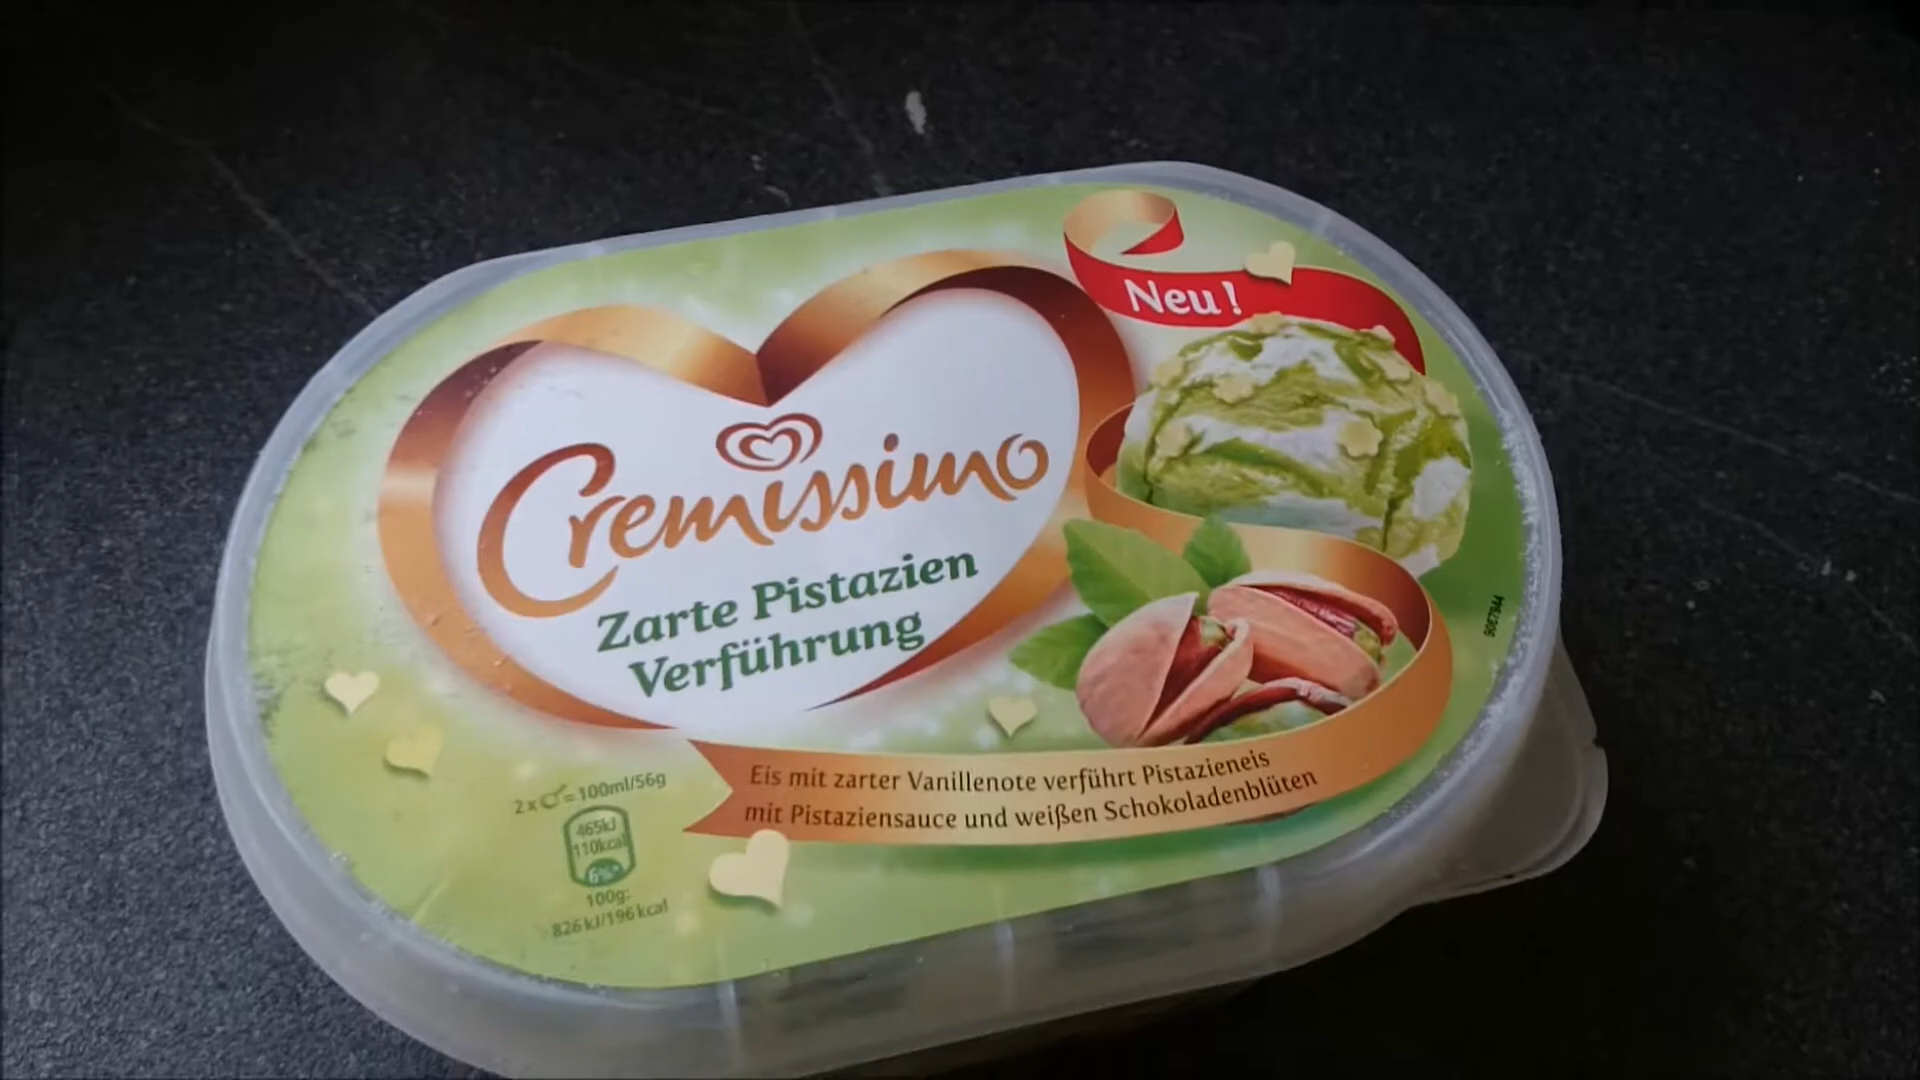 Neu!
Cremissimo
Zarte Pistazien
Verführung
Eis mit zarter Vanillenote verführt Pistazieneis
mit Pistaziensauce und weißen Schokoladenblüten
2x = 100ml/56g
465kJ
110kcal
6%*
100g:
826 kJ/196 kcal